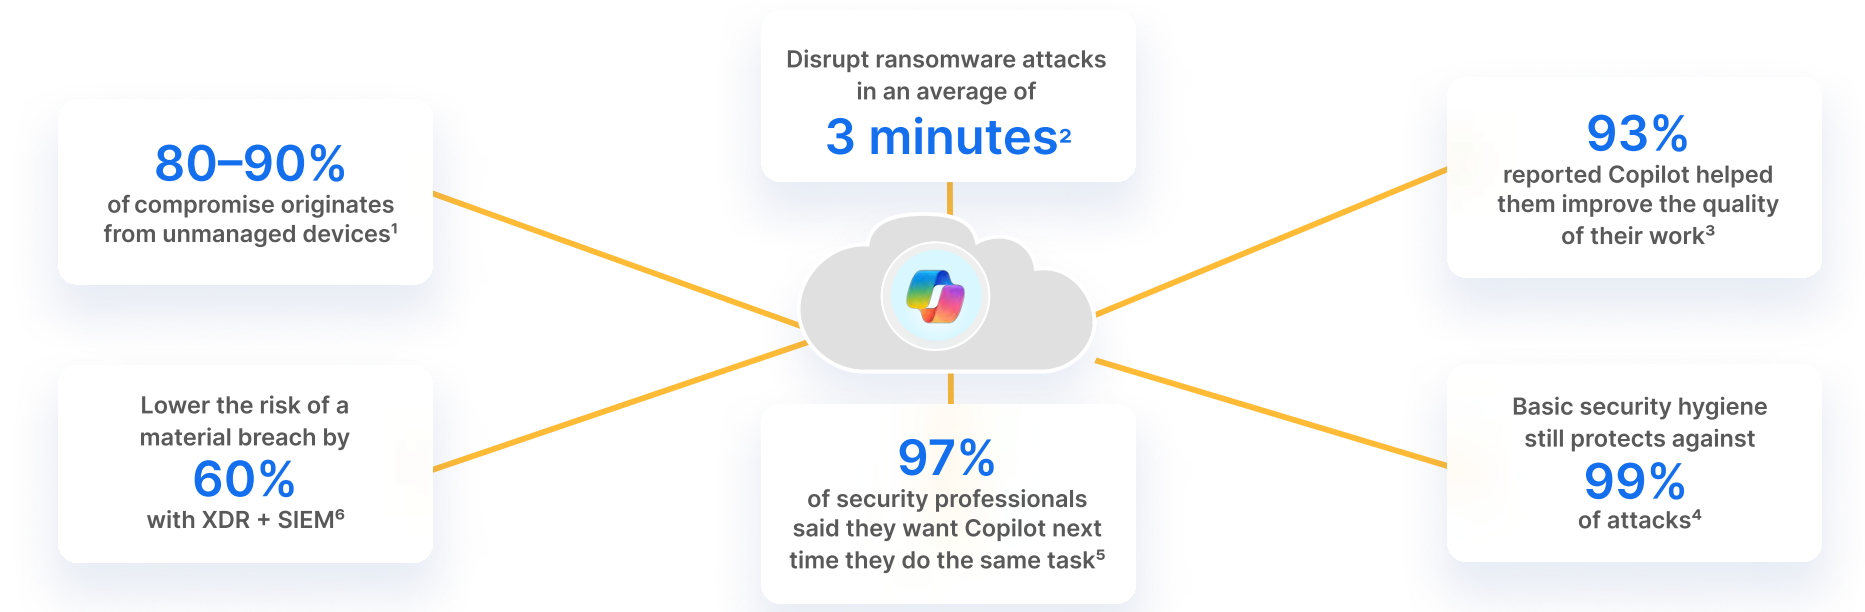 80–90%
of compromise originates
from unmanaged devices¹
Disrupt ransomware attacks
in an average of
3 minutes²
93%
reported Copilot helped
them improve the quality
of their work³
Lower the risk of a
material breach by
60%
with XDR + SIEM⁶
97%
of security professionals
said they want Copilot next
time they do the same task⁵
Basic security hygiene
still protects against
99%
of attacks⁴